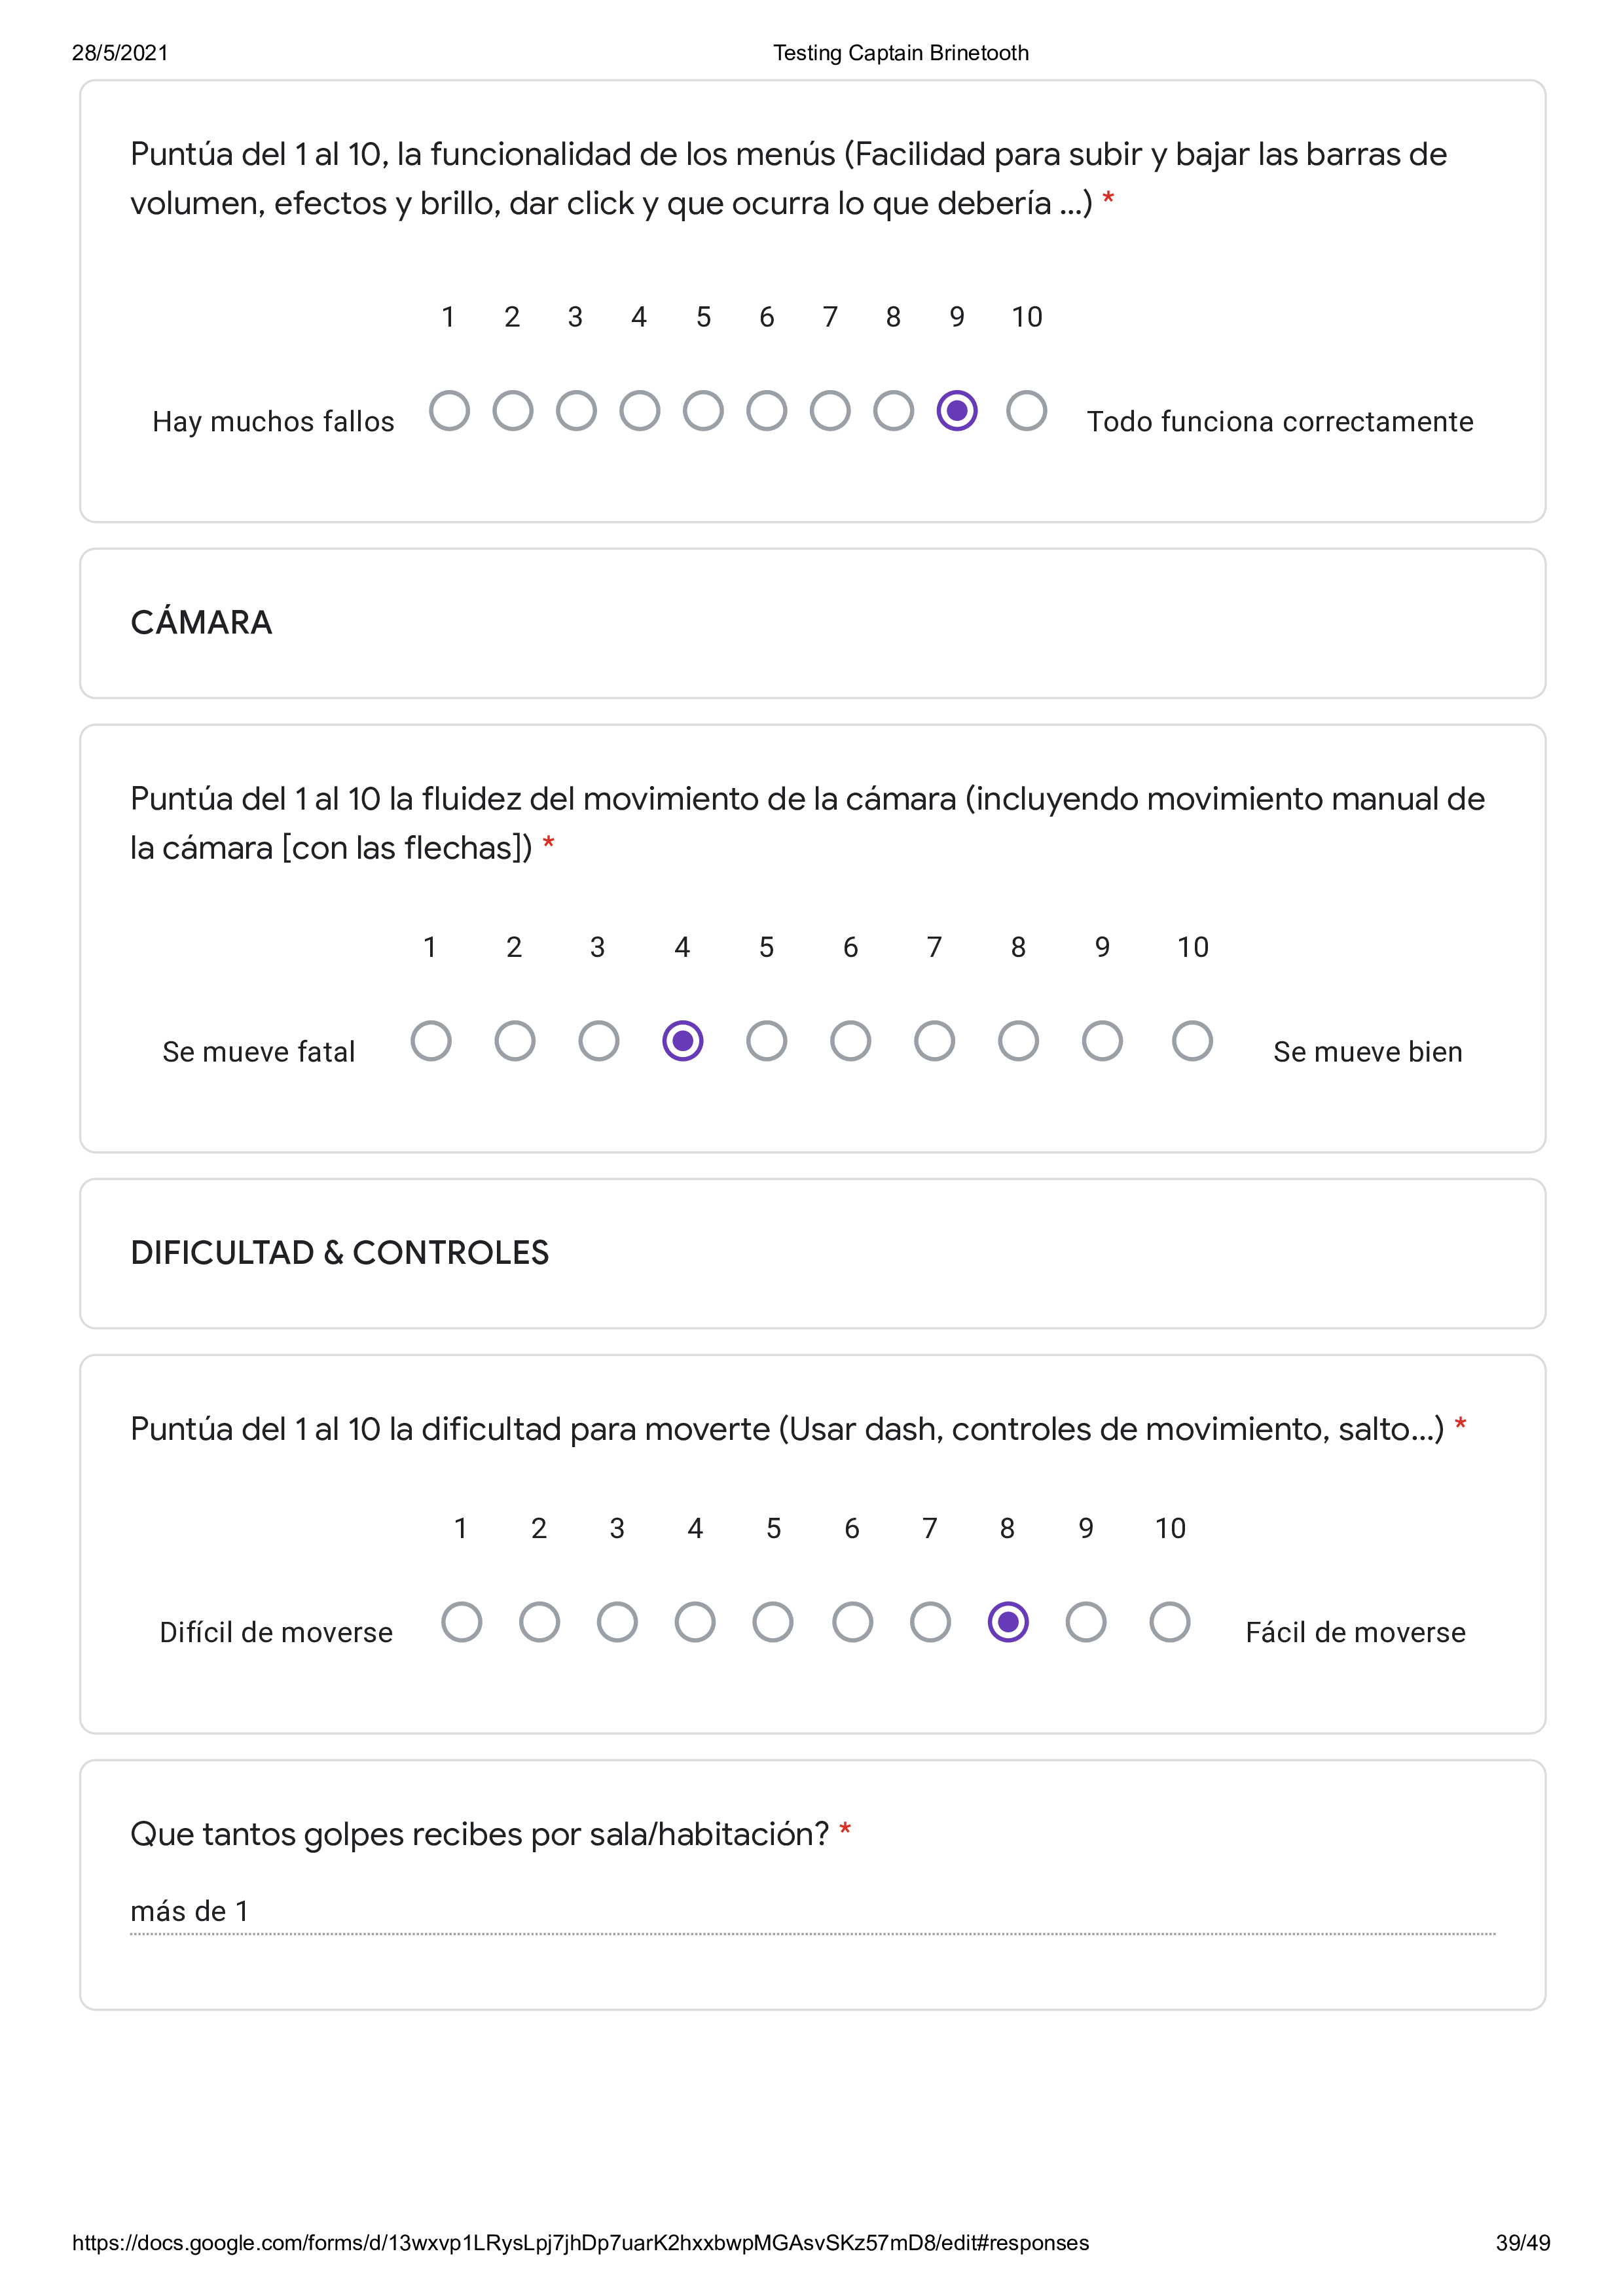 28/5/2021 Testing Captain Brinetooth
Puntúa del 1 al 10, la funcionalidad de los menús (Facilidad para subir y bajar las barras de
volumen, efectos y brillo, dar click y que ocurra lo que debería ...) *
1 2 3 4 5 6 7 8 9 10
Hay muchos fallos Todo funciona correctamente
CÁMARA
Puntúa del 1 al 10 la fluidez del movimiento de la cámara (incluyendo movimiento manual de
la cámara [con las flechas]) *
1 2 3 4 5 6 7 8 9 10
Se mueve fatal Se mueve bien
DIFICULTAD & CONTROLES
Puntúa del 1 al 10 la dificultad para moverte (Usar dash, controles de movimiento, salto...) *
1 2 3 4 5 6 7 8 9 10
Difícil de moverse Fácil de moverse
Que tantos golpes recibes por sala/habitación? *
más de 1
https://docs.google.com/forms/d/13wxvp1LRysLpj7jhDp7uarK2hxxbwpMGAsvSKz57mD8/edit#responses 39/49